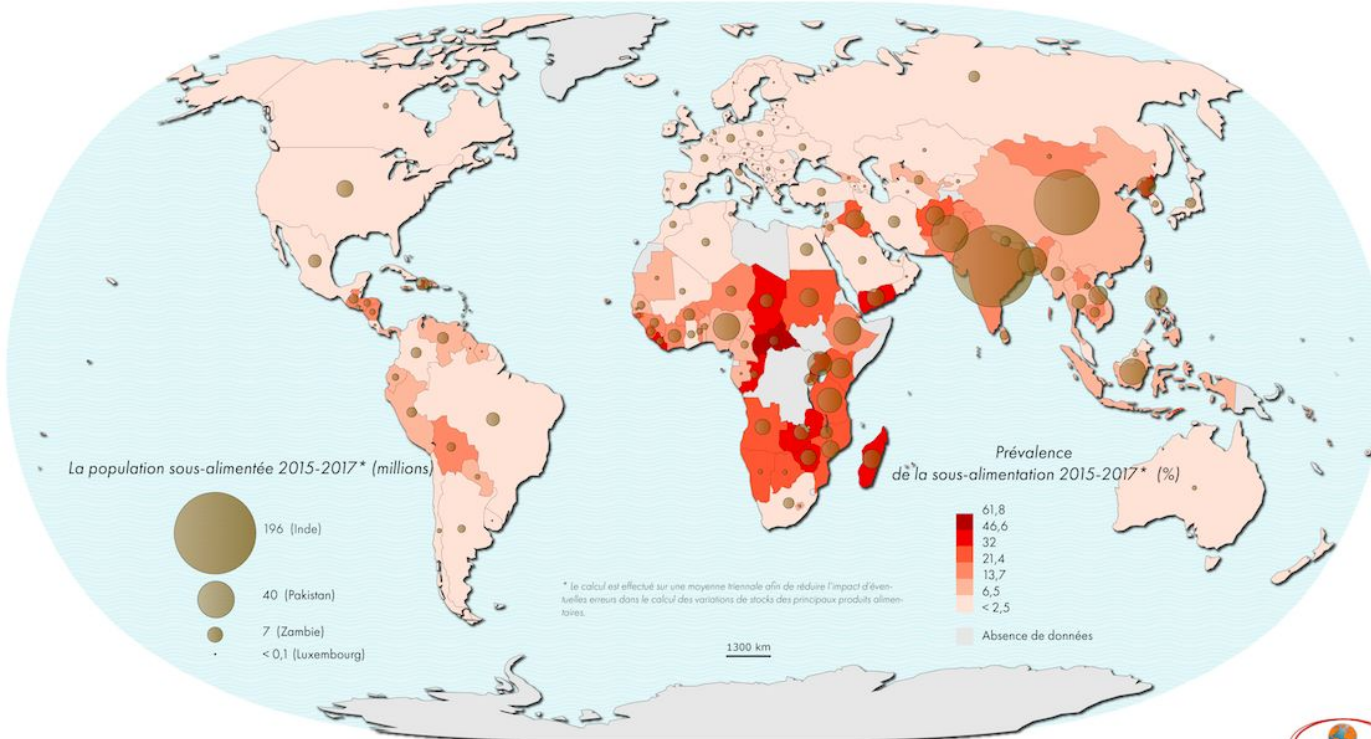 La population sous-alimentée 2015-2017* (millions)
196 (Inde)
40 (Pakistan)
7 (Zambie)
< 0,1 (Luxembourg)
* Le calcul est effectué sur une moyenne triennale afin de réduire l'impact d'éven-
tuelles erreurs dans le calcul des variations de stocks des principaux produits alimen-
taires.
1300 km
Prévalence
de la sous-alimentation 2015-2017* (%)
61,8
46,6
32
21,4
13,7
6,5
< 2,5
Absence de données